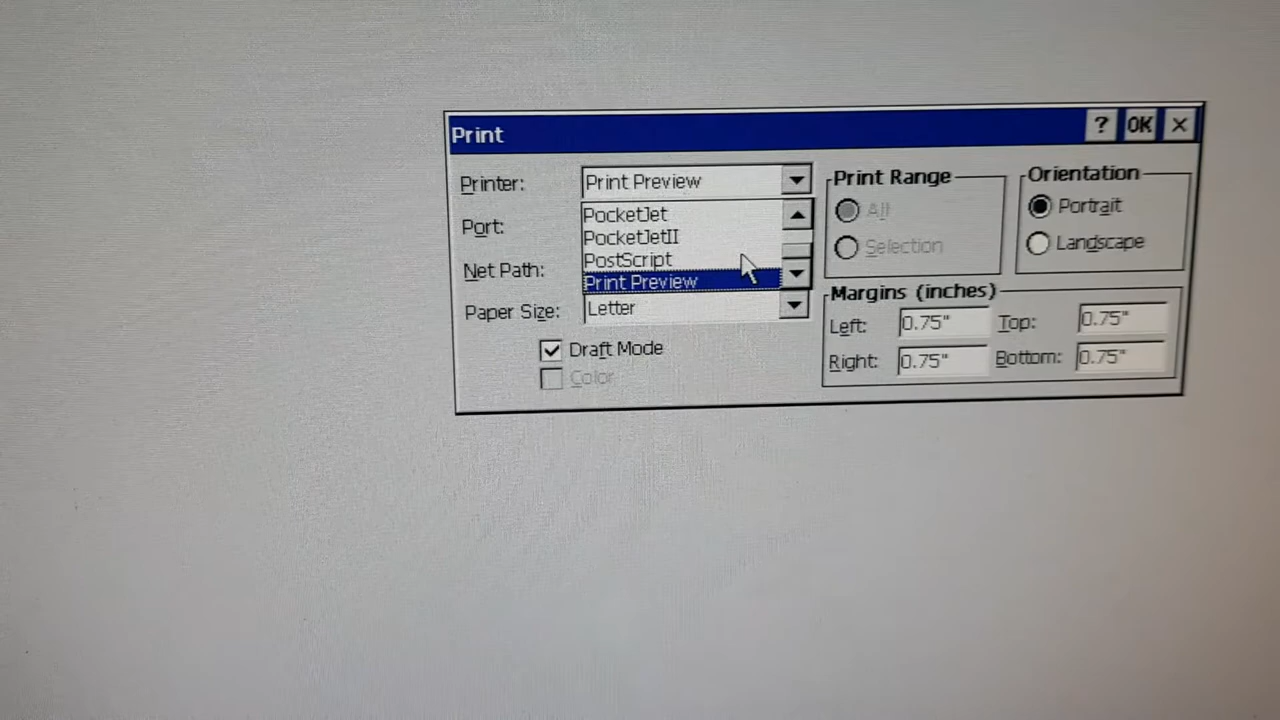 Print ? OK X
Printer: Print Preview
PocketJet
PocketJetII
PostScript
Print Preview
Port:
Net Path:
Paper Size: Letter
Draft Mode
Color
Print Range
All
Selection
Orientation
Portrait
Landscape
Margins (inches)
Left: 0.75" Top: 0.75"
Right: 0.75" Bottom: 0.75"